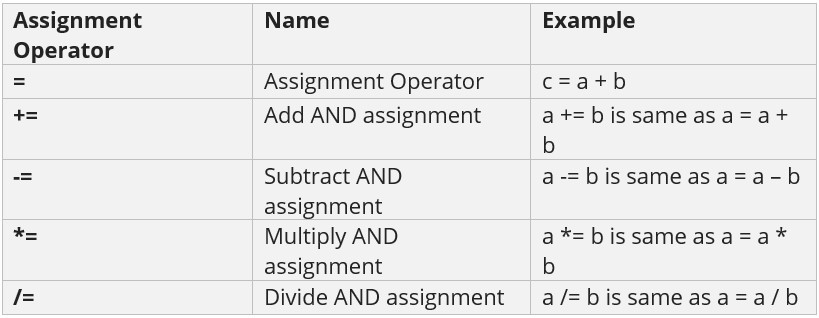 Assignment Operator Name Example
= Assignment Operator c = a + b
+= Add AND assignment a += b is same as a = a + b
-= Subtract AND assignment a -= b is same as a = a – b
*= Multiply AND assignment a *= b is same as a = a * b
/= Divide AND assignment a /= b is same as a = a / b